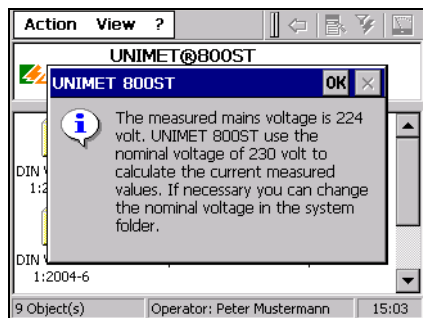 Action View ?
UNIMET®800ST
UNIMET 800ST OK
The measured mains voltage is 224
volt. UNIMET 800ST use the
nominal voltage of 230 volt to
calculate the current measured
values. If necessary you can change
the nominal voltage in the system
folder.
DIN
1:2
DIN
1:2004-6
9 Object(s) Operator: Peter Mustermann 15:03